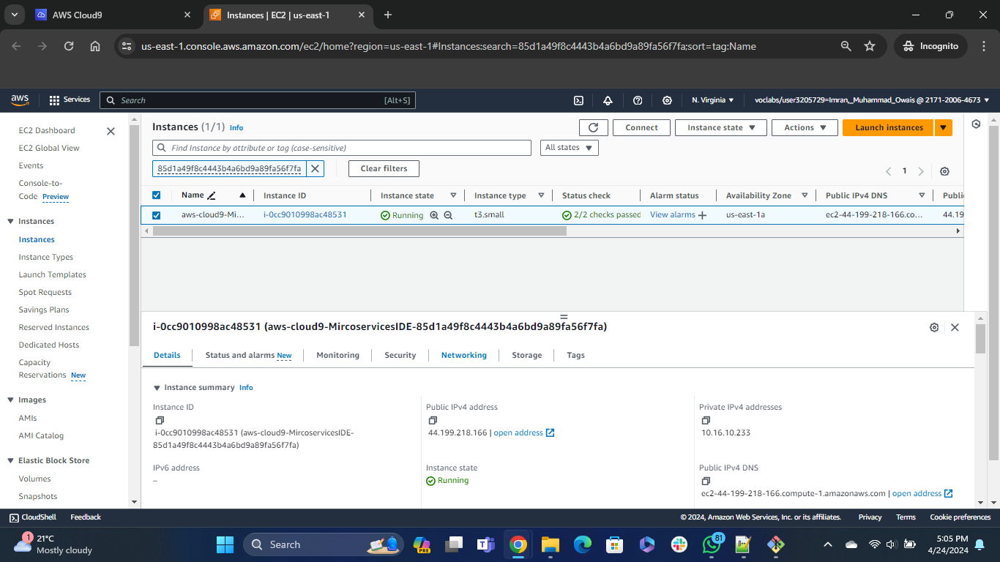 AWS Cloud9
Instances | EC2 | us-east-1
us-east-1.console.aws.amazon.com/ec2/home?region=us-east-1#Instances:search=85d1a49f8c4443b4a6bd9a89fa56f7fa;sort=tag:Name
Incognito
aws
Services
Search
[Alt+S]
N. Virginia
voclabs/user3205729=Imran,_Muhammad_Owais @ 2171-2006-4673
EC2 Dashboard
EC2 Global View
Events
Console-to-
Code Preview
Instances
Instances
Instance Types
Launch Templates
Spot Requests
Savings Plans
Reserved Instances
Dedicated Hosts
Capacity
Reservations New
Images
AMIs
AMI Catalog
Elastic Block Store
Volumes
Snapshots
Instances (1/1) Info
Connect
Instance state
Actions
Launch instances
Find Instance by attribute or tag (case-sensitive)
All states
85d1a49f8c4443b4a6bd9a89fa56f7fa
Clear filters
1
Name
Instance ID
Instance state
Instance type
Status check
Alarm status
Availability Zone
Public IPv4 DNS
Publi
aws-cloud9-Mi...
i-0cc9010998ac48531
Running
t3.small
2/2 checks passed
View alarms
us-east-1a
ec2-44-199-218-166.co...
44.19
i-0cc9010998ac48531 (aws-cloud9-MircoservicesIDE-85d1a49f8c4443b4a6bd9a89fa56f7fa)
Details
Status and alarms New
Monitoring
Security
Networking
Storage
Tags
Instance summary Info
Instance ID
i-0cc9010998ac48531 (aws-cloud9-MircoservicesIDE-
85d1a49f8c4443b4a6bd9a89fa56f7fa)
Public IPv4 address
44.199.218.166 | open address
Private IPv4 addresses
10.16.10.233
IPv6 address
–
Instance state
Running
Public IPv4 DNS
ec2-44-199-218-166.compute-1.amazonaws.com | open address
CloudShell
Feedback
© 2024, Amazon Web Services, Inc. or its affiliates.
Privacy
Terms
Cookie preferences
1
21°C
Mostly cloudy
Search
PRE
81
5:05 PM
4/24/2024